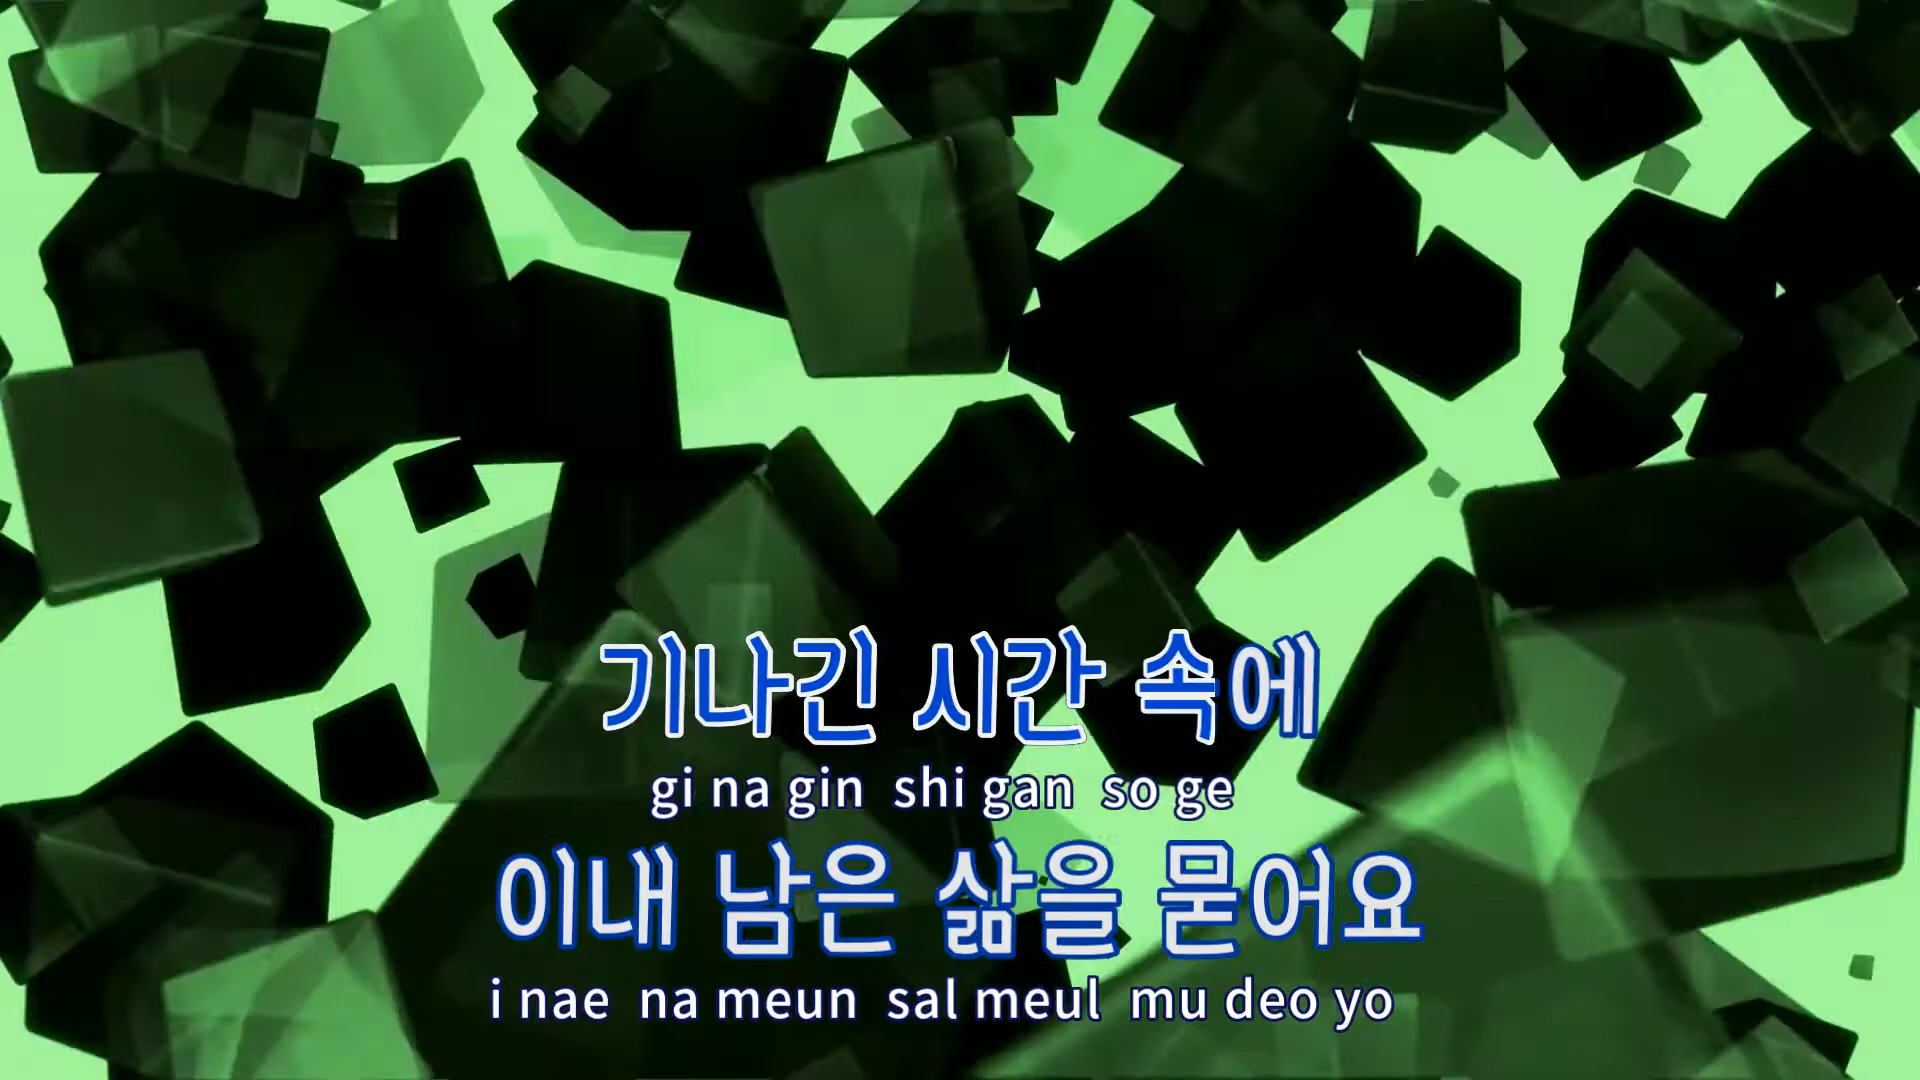 기나긴 시간 속에
gi na gin shi gan so ge
이내 남은 삶을 묻어요
i nae na meun sal meul mu deo yo